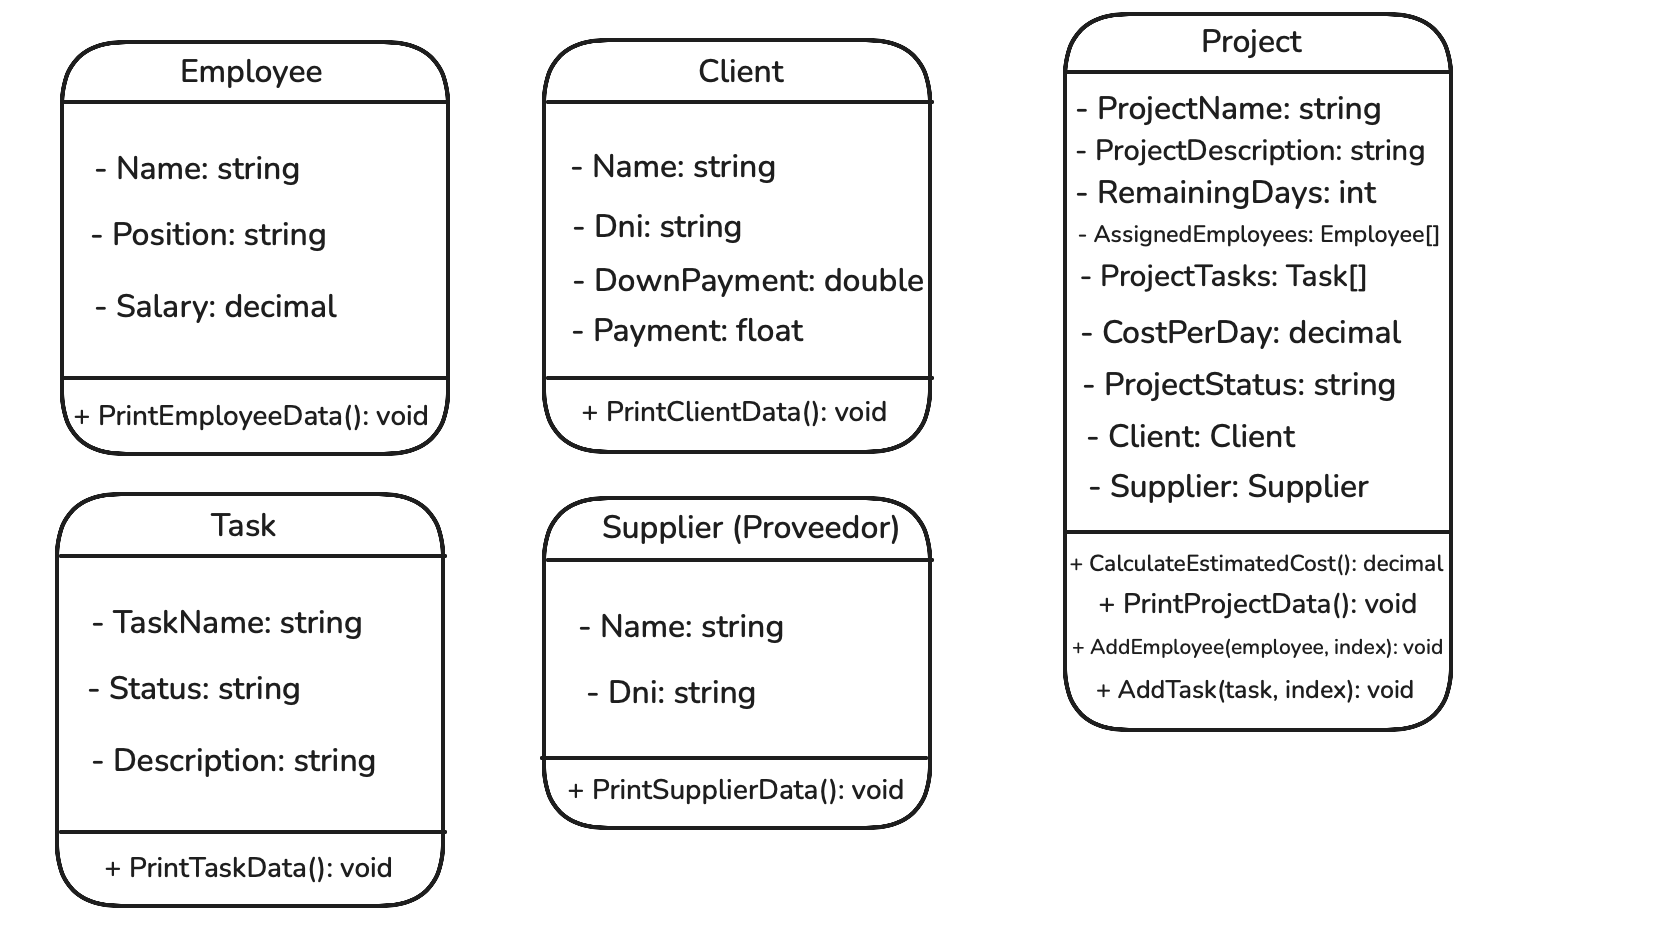 Employee
- Name: string
- Position: string
- Salary: decimal
+ PrintEmployeeData(): void
Client
- Name: string
- Dni: string
- DownPayment: double
- Payment: float
+ PrintClientData(): void
Project
- ProjectName: string
- ProjectDescription: string
- RemainingDays: int
- AssignedEmployees: Employee[]
- ProjectTasks: Task[]
- CostPerDay: decimal
- ProjectStatus: string
- Client: Client
- Supplier: Supplier
+ CalculateEstimatedCost(): decimal
+ PrintProjectData(): void
+ AddEmployee(employee, index): void
+ AddTask(task, index): void
Task
- TaskName: string
- Status: string
- Description: string
+ PrintTaskData(): void
Supplier (Proveedor)
- Name: string
- Dni: string
+ PrintSupplierData(): void